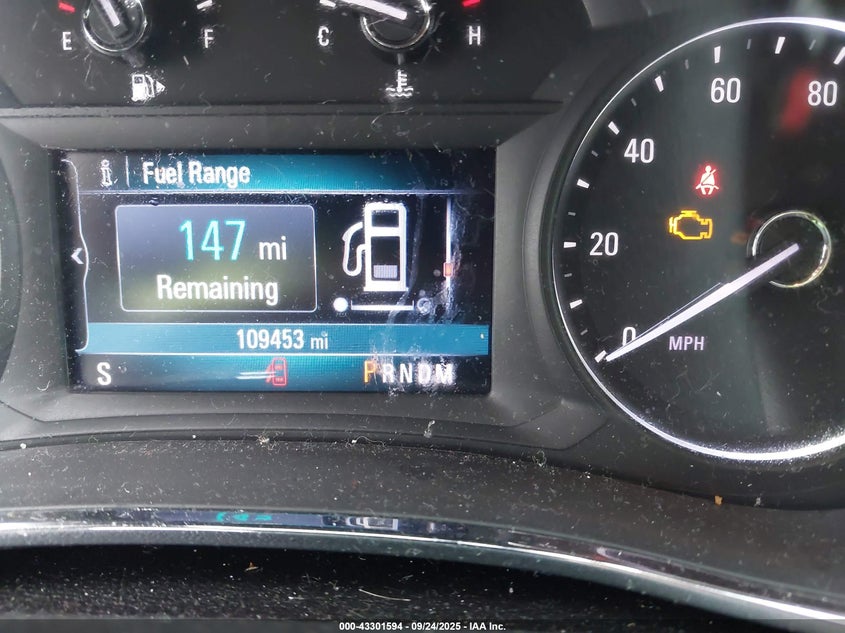 E F C H
Fuel Range
147 mi
Remaining
109453 mi
S PRNDM
0 20 40 60 80
MPH
000-43301594 - 09/24/2025 - IAA Inc.